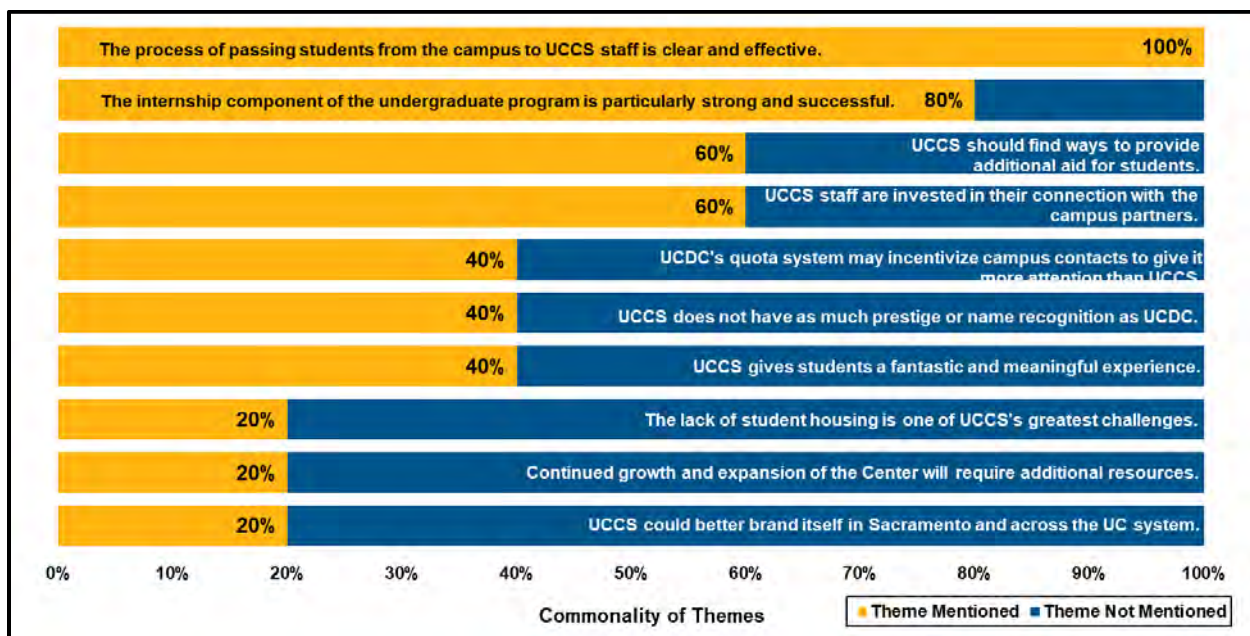 The process of passing students from the campus to UCCS staff is clear and effective. 100%
The internship component of the undergraduate program is particularly strong and successful. 80%
60% UCCS should find ways to provide
additional aid for students.
60% UCCS staff are invested in their connection with the
campus partners.
40% UCDC's quota system may incentivize campus contacts to give it
more attention than UCCS.
40% UCCS does not have as much prestige or name recognition as UCDC.
40% UCCS gives students a fantastic and meaningful experience.
20% The lack of student housing is one of UCCS's greatest challenges.
20% Continued growth and expansion of the Center will require additional resources.
20% UCCS could better brand itself in Sacramento and across the UC system.
0% 10% 20% 30% 40% 50% 60% 70% 80% 90% 100%
Commonality of Themes
Theme Mentioned Theme Not Mentioned